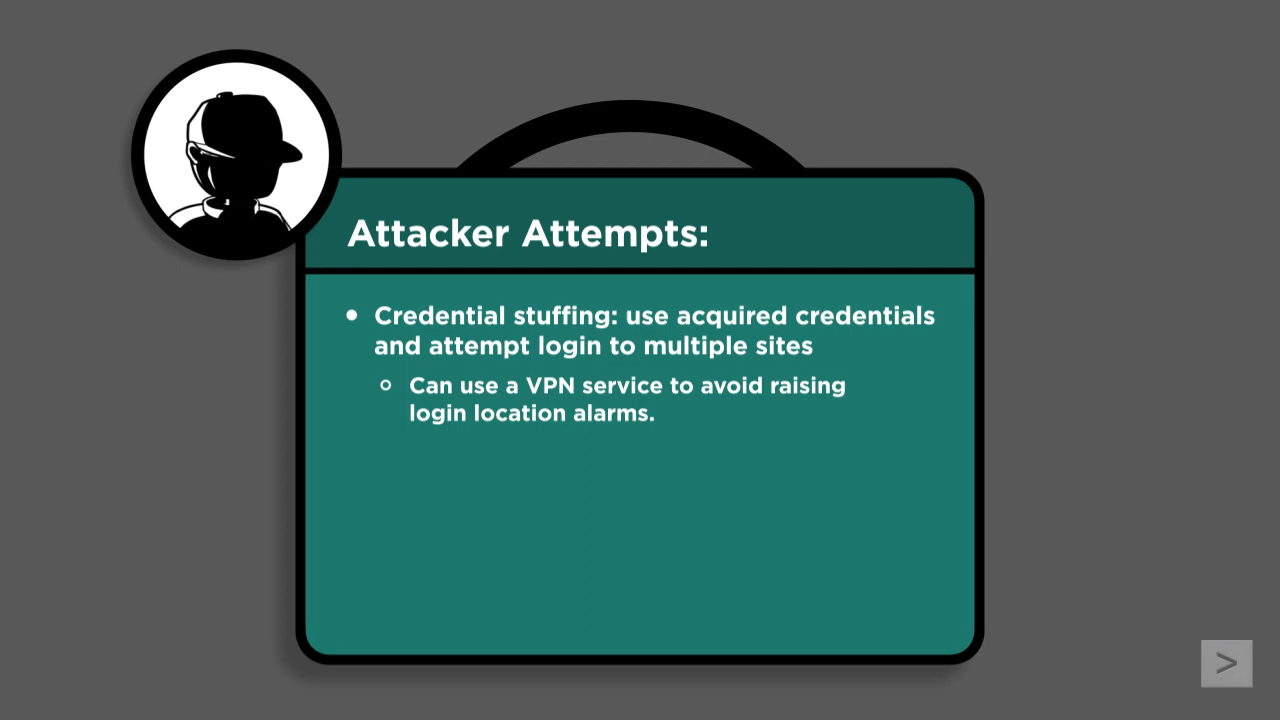 Attacker Attempts:
• Credential stuffing: use acquired credentials
and attempt login to multiple sites
○ Can use a VPN service to avoid raising
login location alarms.
>